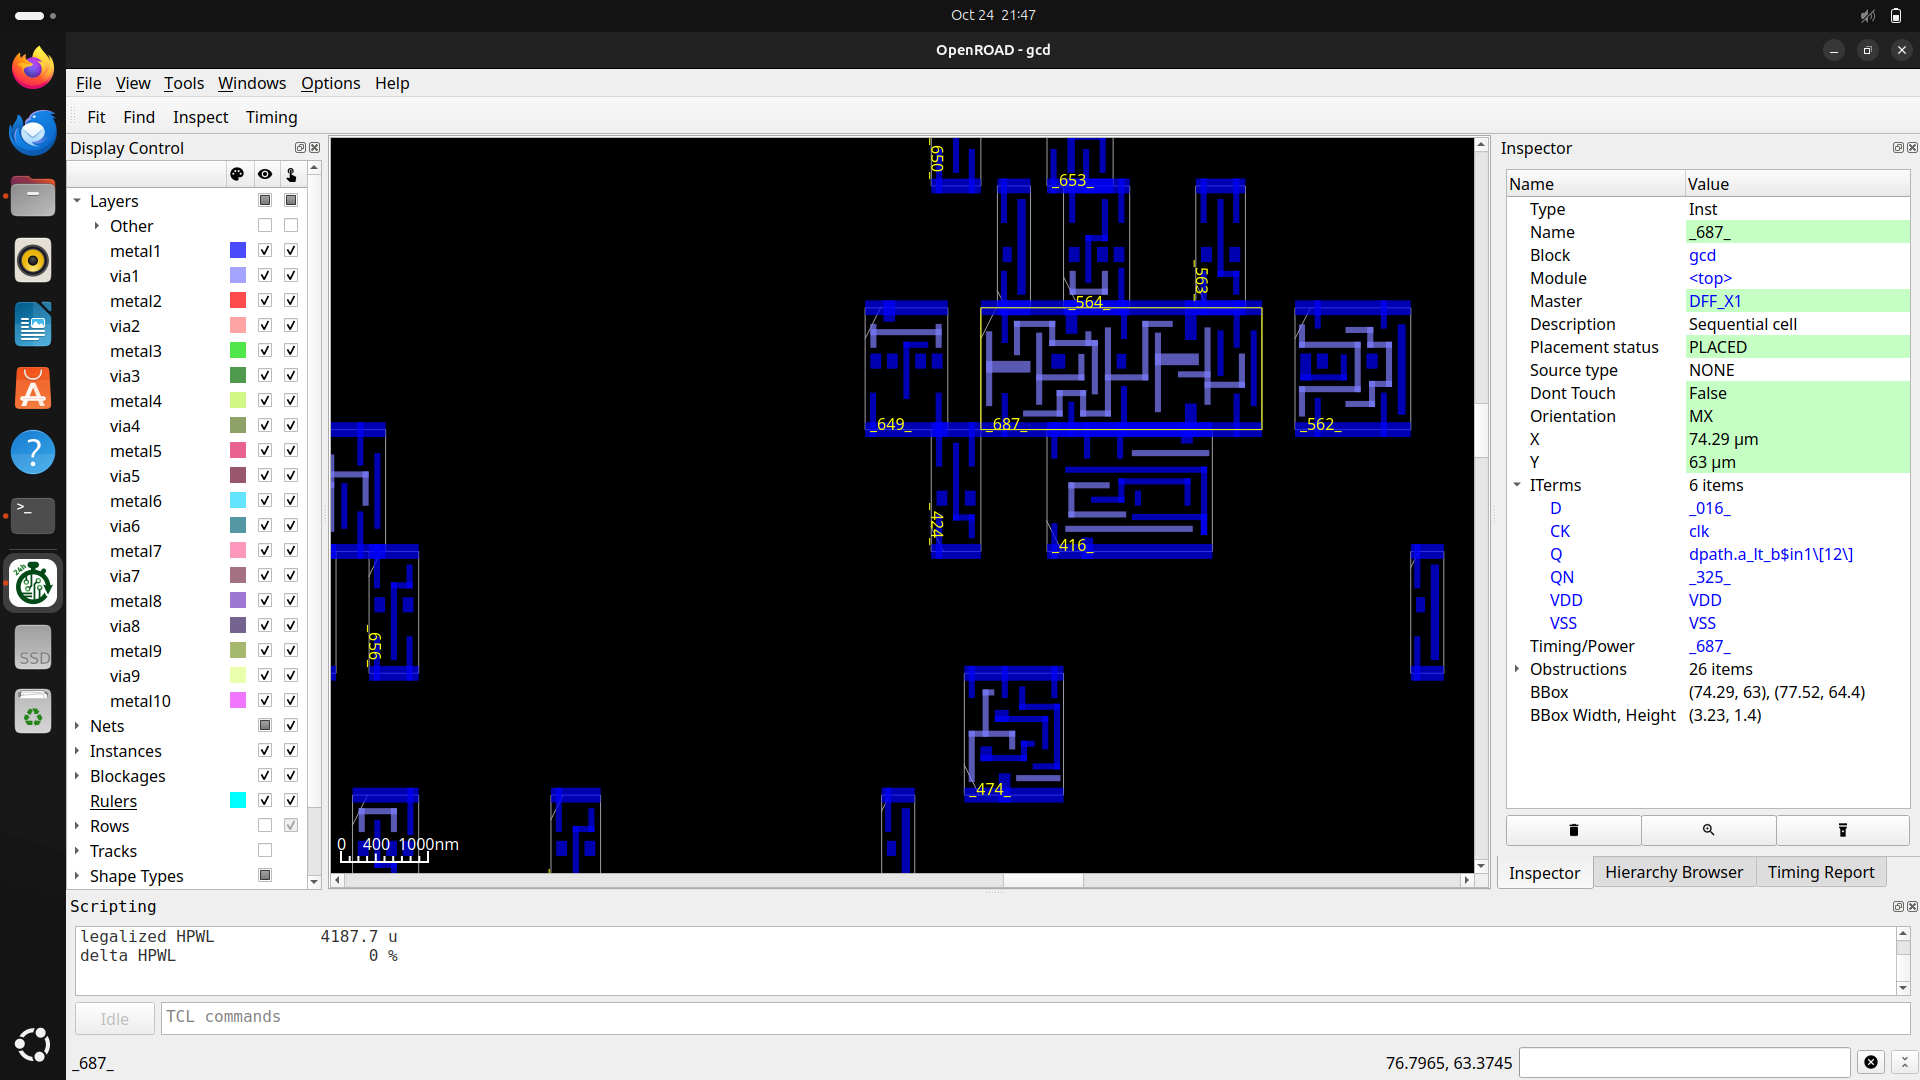 Oct 24 21:47
OpenROAD - gcd
File View Tools Windows Options Help
Fit Find Inspect Timing
Display Control
Layers
Other
metal1
via1
metal2
via2
metal3
via3
metal4
via4
metal5
via5
metal6
via6
metal7
via7
metal8
via8
metal9
via9
metal10
Nets
Instances
Blockages
Rulers
Rows
Tracks
Shape Types
_650_
_653_
_564_
_563_
_649_
_687_
_562_
_424_
_416_
_656_
_474_
0 400 1000nm
Inspector
Name Value
Type Inst
Name _687_
Block gcd
Module <top>
Master DFF_X1
Description Sequential cell
Placement status PLACED
Source type NONE
Dont Touch False
Orientation MX
X 74.29 μm
Y 63 μm
ITerms 6 items
D _016_
CK clk
Q dpath.a_lt_b$in1\[12\]
QN _325_
VDD VDD
VSS VSS
Timing/Power _687_
Obstructions 26 items
BBox (74.29, 63), (77.52, 64.4)
BBox Width, Height (3.23, 1.4)
Inspector Hierarchy Browser Timing Report
Scripting
legalized HPWL 4187.7 u
delta HPWL 0 %
Idle TCL commands
_687_ 76.7965, 63.3745
24h
SSD